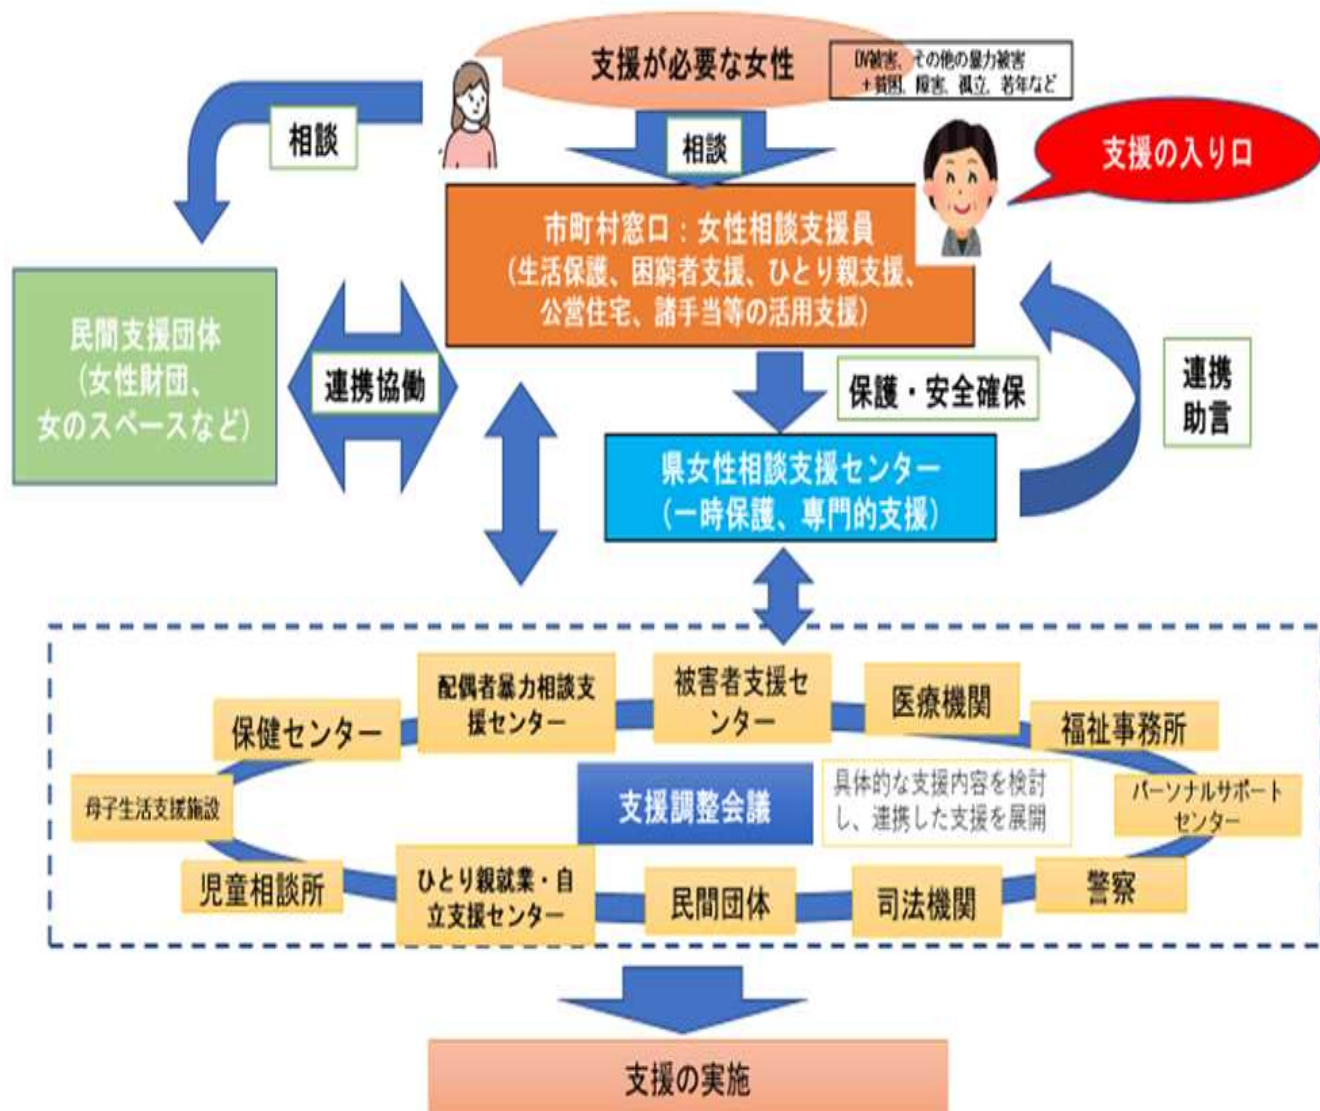 支援が必要な女性
DV被害、その他の暴力被害
＋貧困、障害、孤立、若年など
相談
相談
支援の入り口
市町村窓口：女性相談支援員
（生活保護、困窮者支援、ひとり親支援、
公営住宅、諸手当等の活用支援）
民間支援団体
（女性財団、
女のスペースなど）
連携協働
保護・安全確保
連携
助言
県女性相談支援センター
（一時保護、専門的支援）
保健センター
配偶者暴力相談支
援センター
被害者支援セ
ンター
医療機関
福祉事務所
母子生活支援施設
支援調整会議
具体的な支援内容を検討
し、連携した支援を展開
パーソナルサポート
センター
児童相談所
ひとり親就業・自
立支援センター
民間団体
司法機関
警察
支援の実施